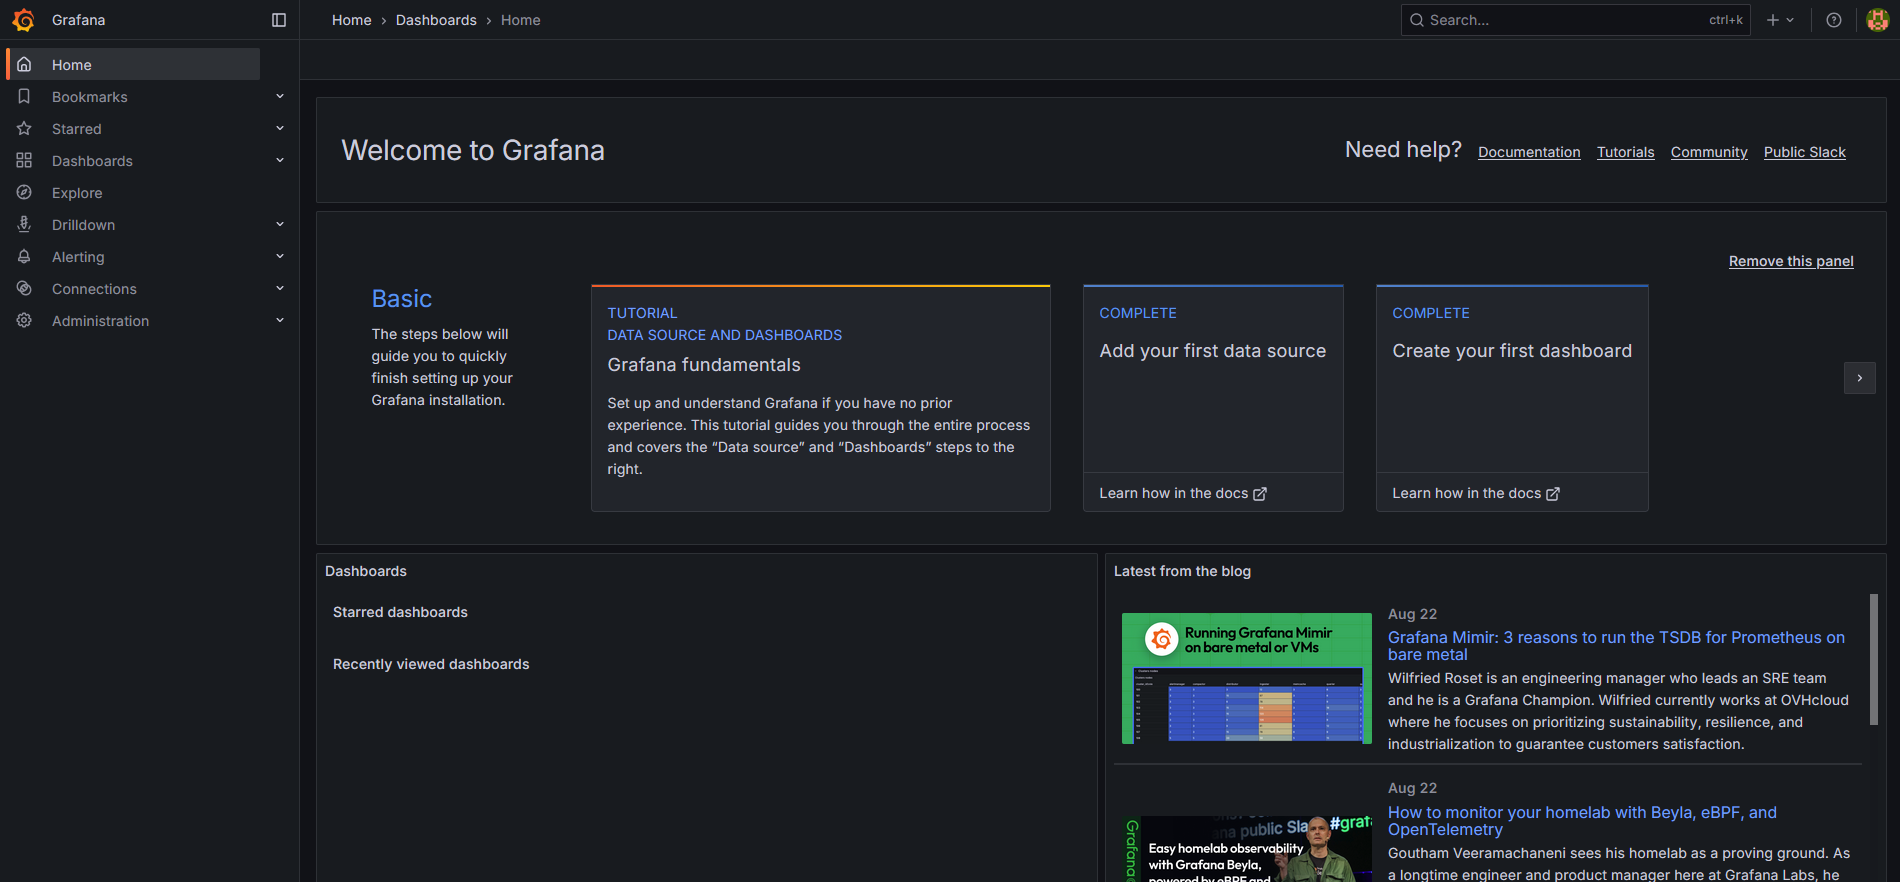 Grafana
Home
Dashboards
Home
Search...
ctrl+k
Home
Bookmarks
Starred
Dashboards
Explore
Drilldown
Alerting
Connections
Administration
Welcome to Grafana
Need help?
Documentation
Tutorials
Community
Public Slack
Remove this panel
Basic
The steps below will
guide you to quickly
finish setting up your
Grafana installation.
TUTORIAL
DATA SOURCE AND DASHBOARDS
Grafana fundamentals
Set up and understand Grafana if you have no prior
experience. This tutorial guides you through the entire process
and covers the “Data source” and “Dashboards” steps to the
right.
COMPLETE
Add your first data source
Learn how in the docs
COMPLETE
Create your first dashboard
Learn how in the docs
Dashboards
Starred dashboards
Recently viewed dashboards
Latest from the blog
Running Grafana Mimir
on bare metal or VMs
Aug 22
Grafana Mimir: 3 reasons to run the TSDB for Prometheus on
bare metal
Wilfried Roset is an engineering manager who leads an SRE team
and he is a Grafana Champion. Wilfried currently works at OVHcloud
where he focuses on prioritizing sustainability, resilience, and
industrialization to guarantee customers satisfaction.
Grafana
ana public Sla
#grafa
Easy homelab observability
with Grafana Beyla,
powered by eBPF and
Aug 22
How to monitor your homelab with Beyla, eBPF, and
OpenTelemetry
Goutham Veeramachaneni sees his homelab as a proving ground. As
a longtime engineer and product manager here at Grafana Labs, he